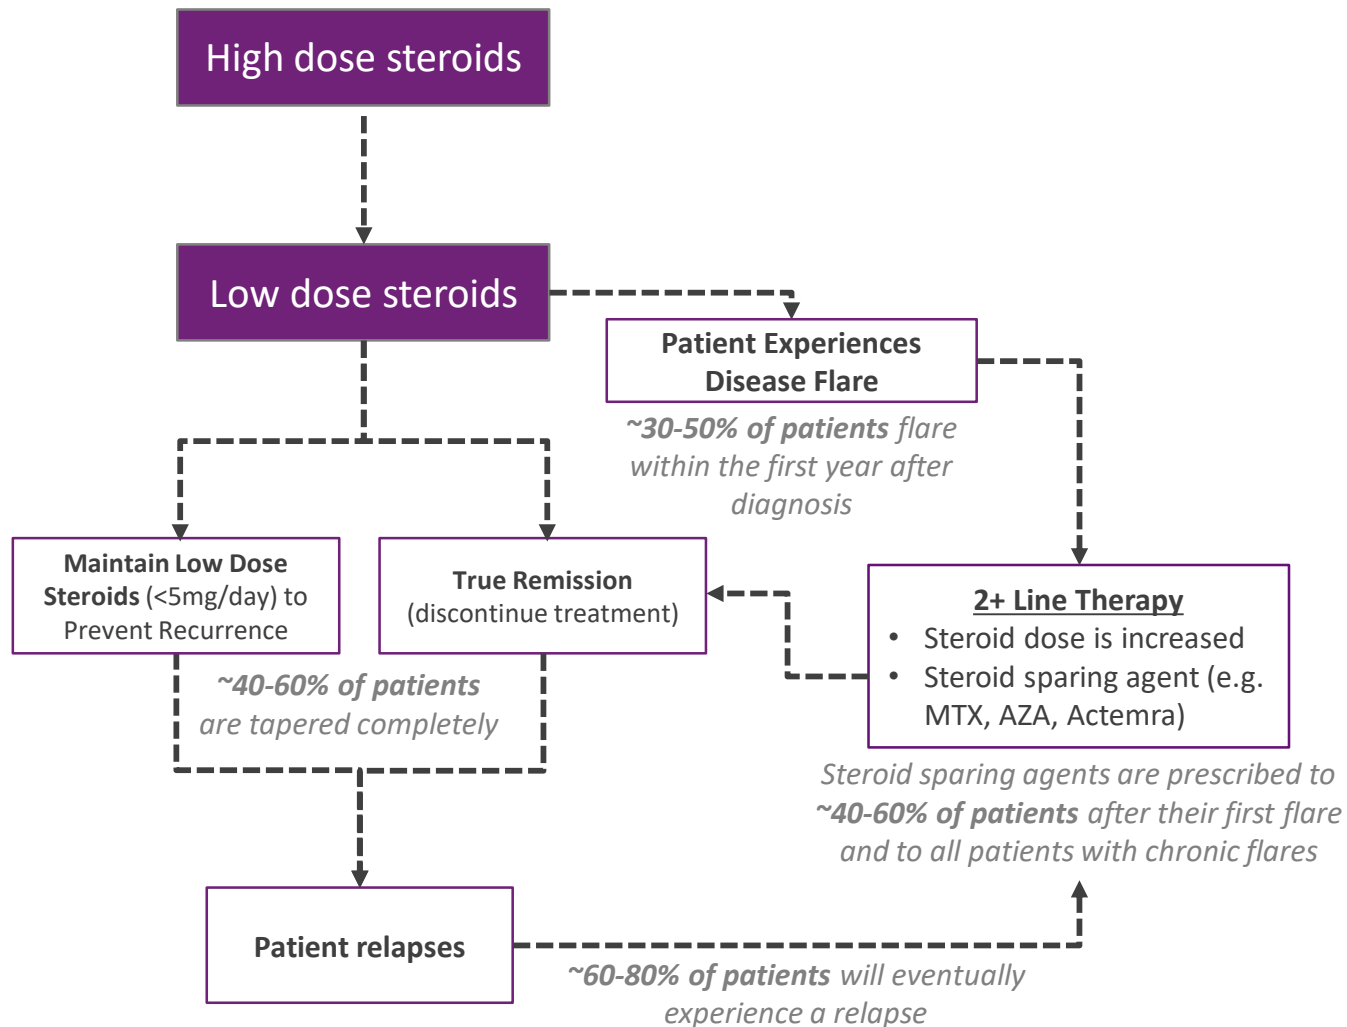 High dose steroids
Low dose steroids
Patient Experiences
Disease Flare
~30-50% of patients flare
within the first year after
diagnosis
Maintain Low Dose
Steroids (<5mg/day) to
Prevent Recurrence
True Remission
(discontinue treatment)
~40-60% of patients
are tapered completely
2+ Line Therapy
• Steroid dose is increased
• Steroid sparing agent (e.g.
MTX, AZA, Actemra)
Steroid sparing agents are prescribed to
~40-60% of patients after their first flare
and to all patients with chronic flares
Patient relapses
~60-80% of patients will eventually
experience a relapse